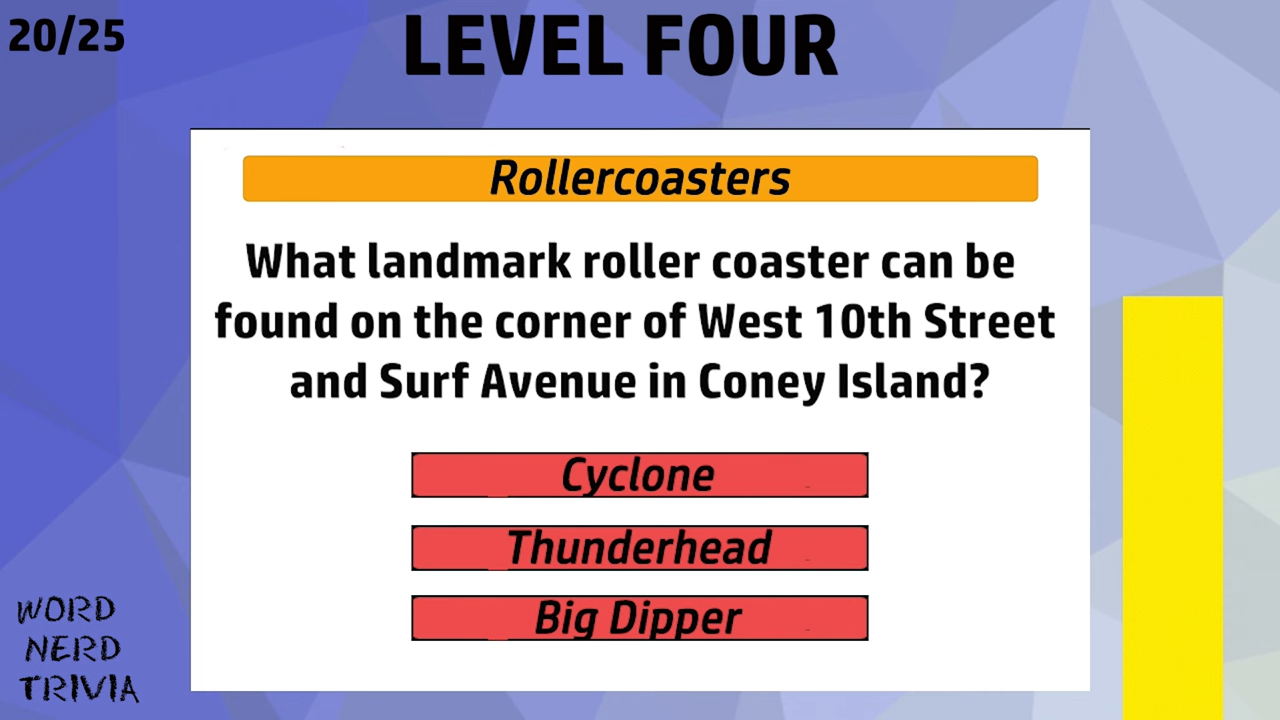 20/25
LEVEL FOUR
Rollercoasters
What landmark roller coaster can be
found on the corner of West 10th Street
and Surf Avenue in Coney Island?
Cyclone
Thunderhead
Big Dipper
WORD
NERD
TRIVIA